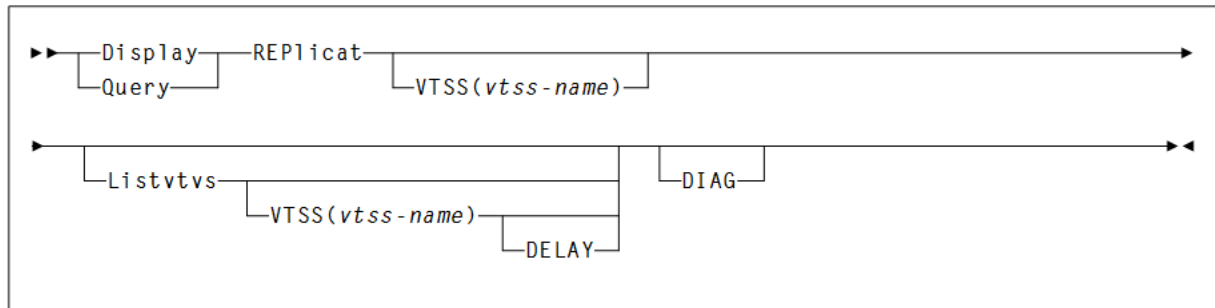 Display REPlicat
Query VTSS(vtss-name)
Listvtvs DIAG
VTSS(vtss-name)
DELAY